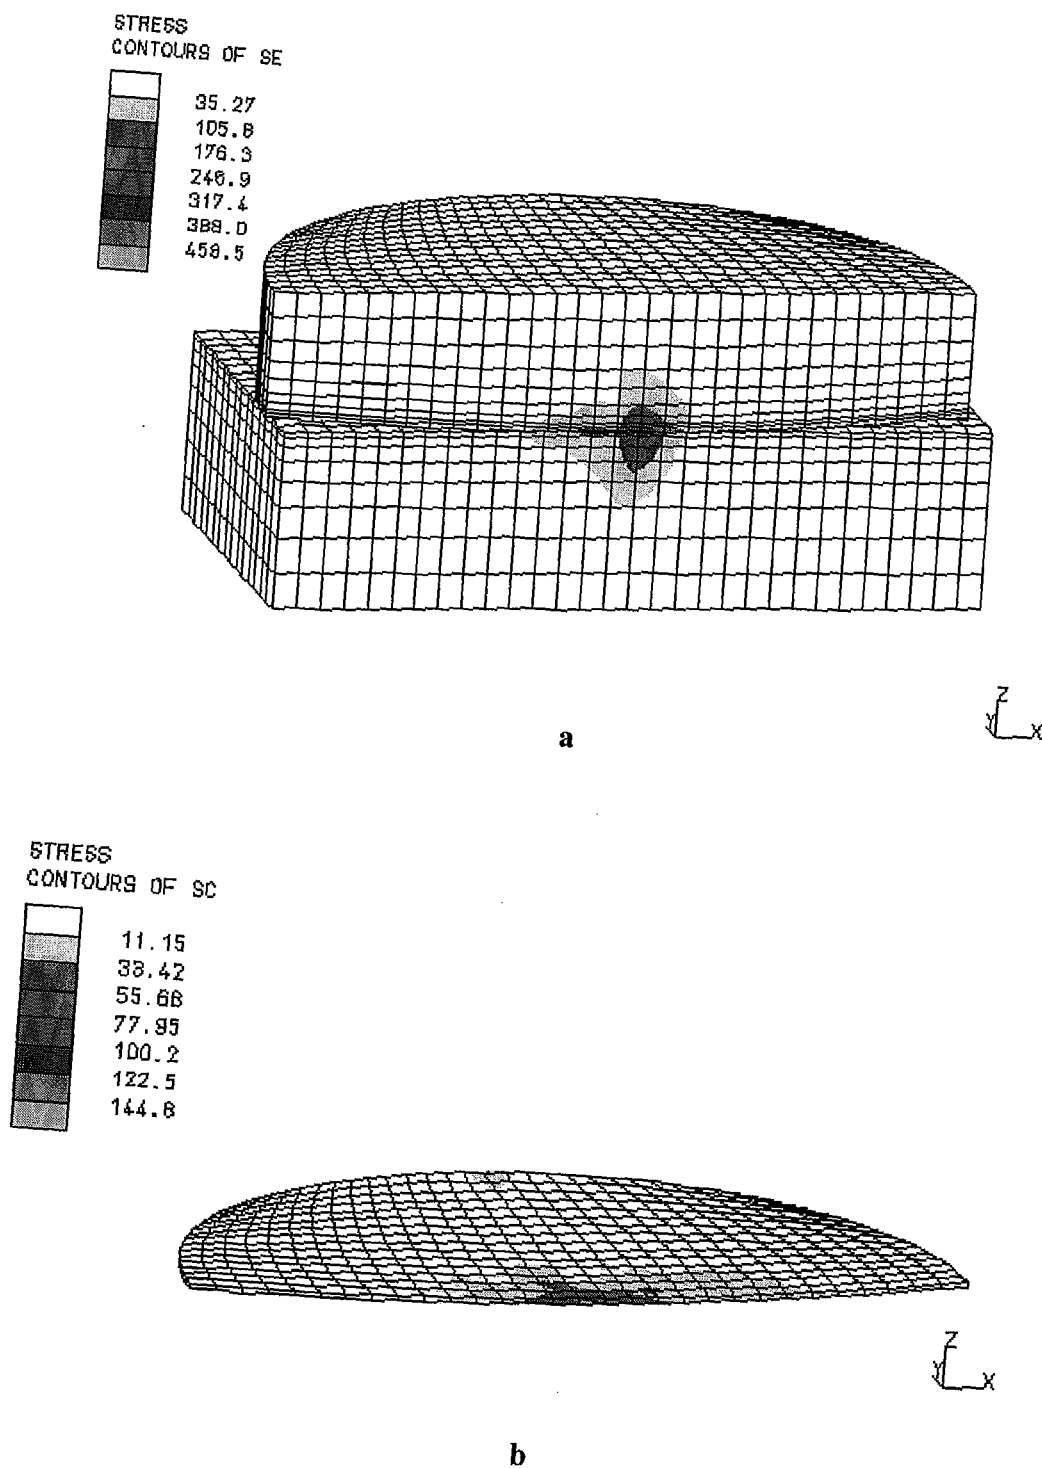 STRESS
CONTOURS OF SE
35.27
105.8
176.3
246.9
317.4
388.0
458.5
Z
Y
X
a
STRESS
CONTOURS OF SC
11.15
33.42
55.68
77.95
100.2
122.5
144.8
Z
Y
X
b